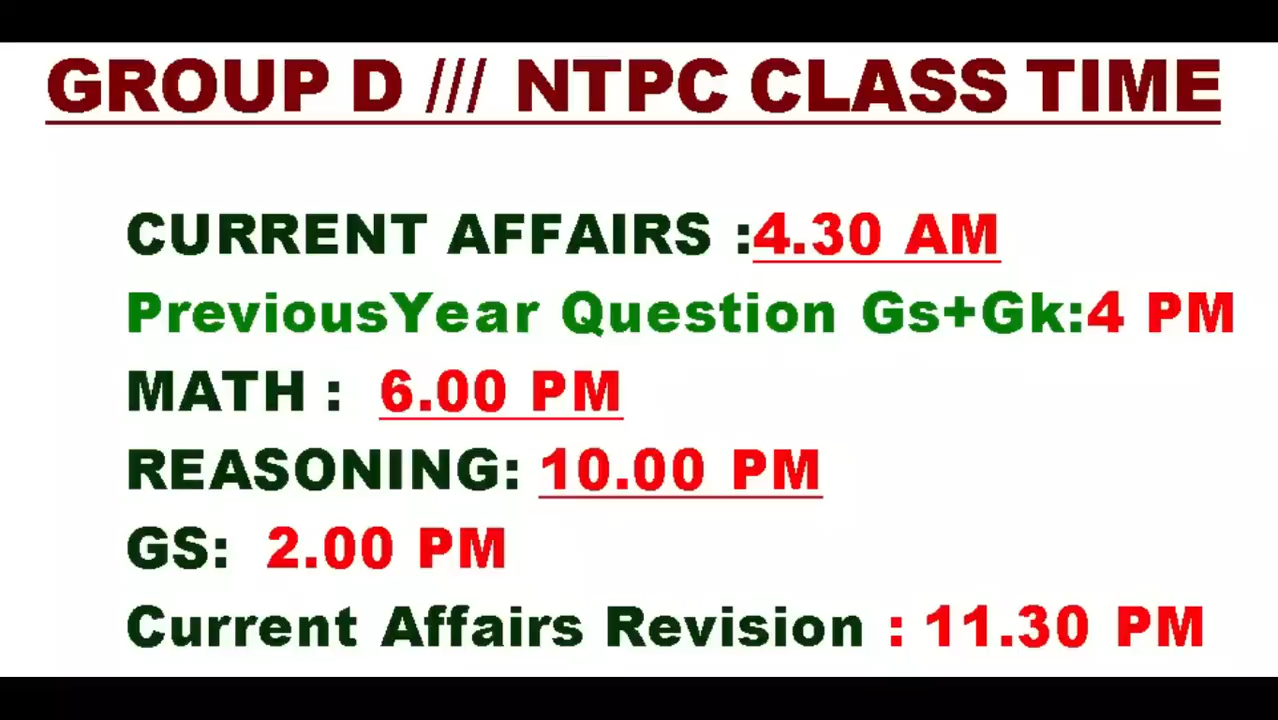 GROUP D /// NTPC CLASS TIME
CURRENT AFFAIRS :4.30 AM
PreviousYear Question Gs+Gk:4 PM
MATH : 6.00 PM
REASONING: 10.00 PM
GS: 2.00 PM
Current Affairs Revision : 11.30 PM